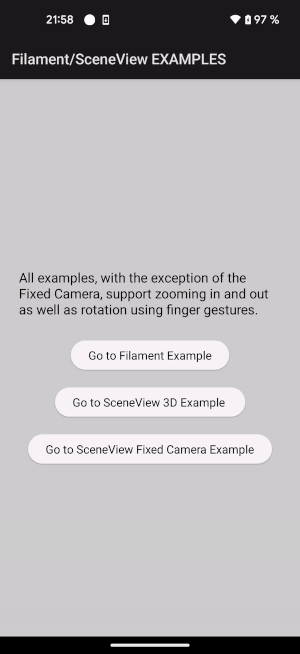 21:58 97 %
Filament/SceneView EXAMPLES
All examples, with the exception of the
Fixed Camera, support zooming in and out
as well as rotation using finger gestures.
Go to Filament Example
Go to SceneView 3D Example
Go to SceneView Fixed Camera Example